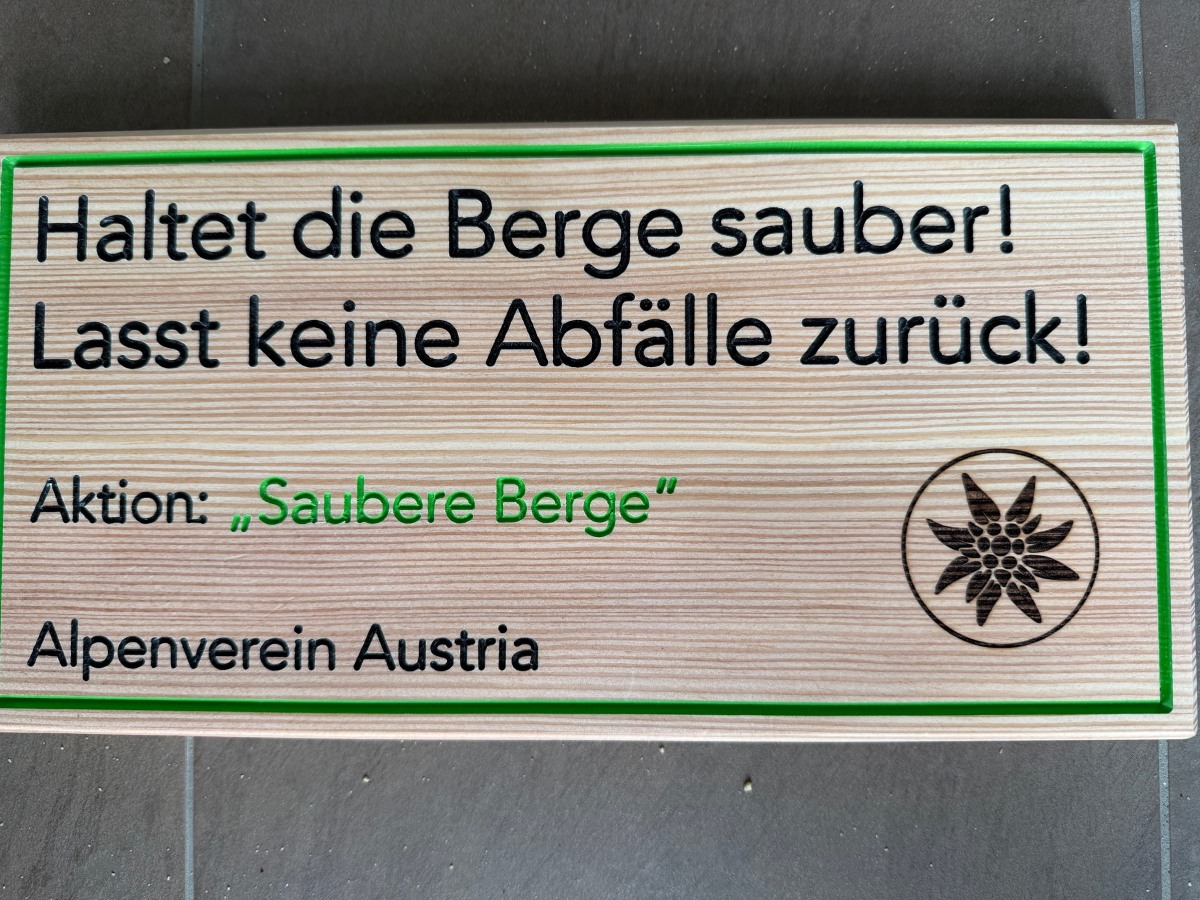 Haltet die Berge sauber!
Lasst keine Abfälle zurück!
Aktion: „Saubere Berge”
Alpenverein Austria